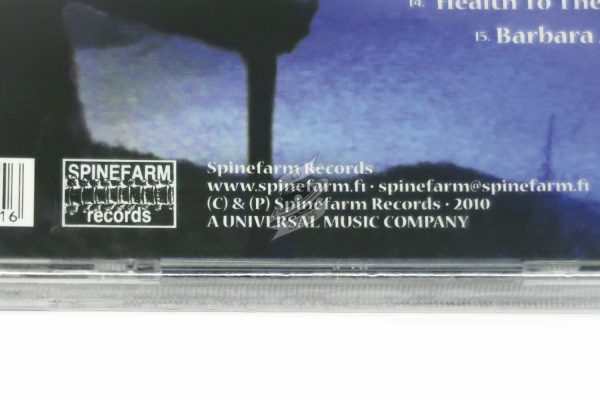 14. Health To The
15. Barbara
SPINEFARM
records
16
Spinefarm Records
www.spinefarm.fi · spinefarm@spinefarm.fi
(C) & (P) Spinefarm Records · 2010
A UNIVERSAL MUSIC COMPANY